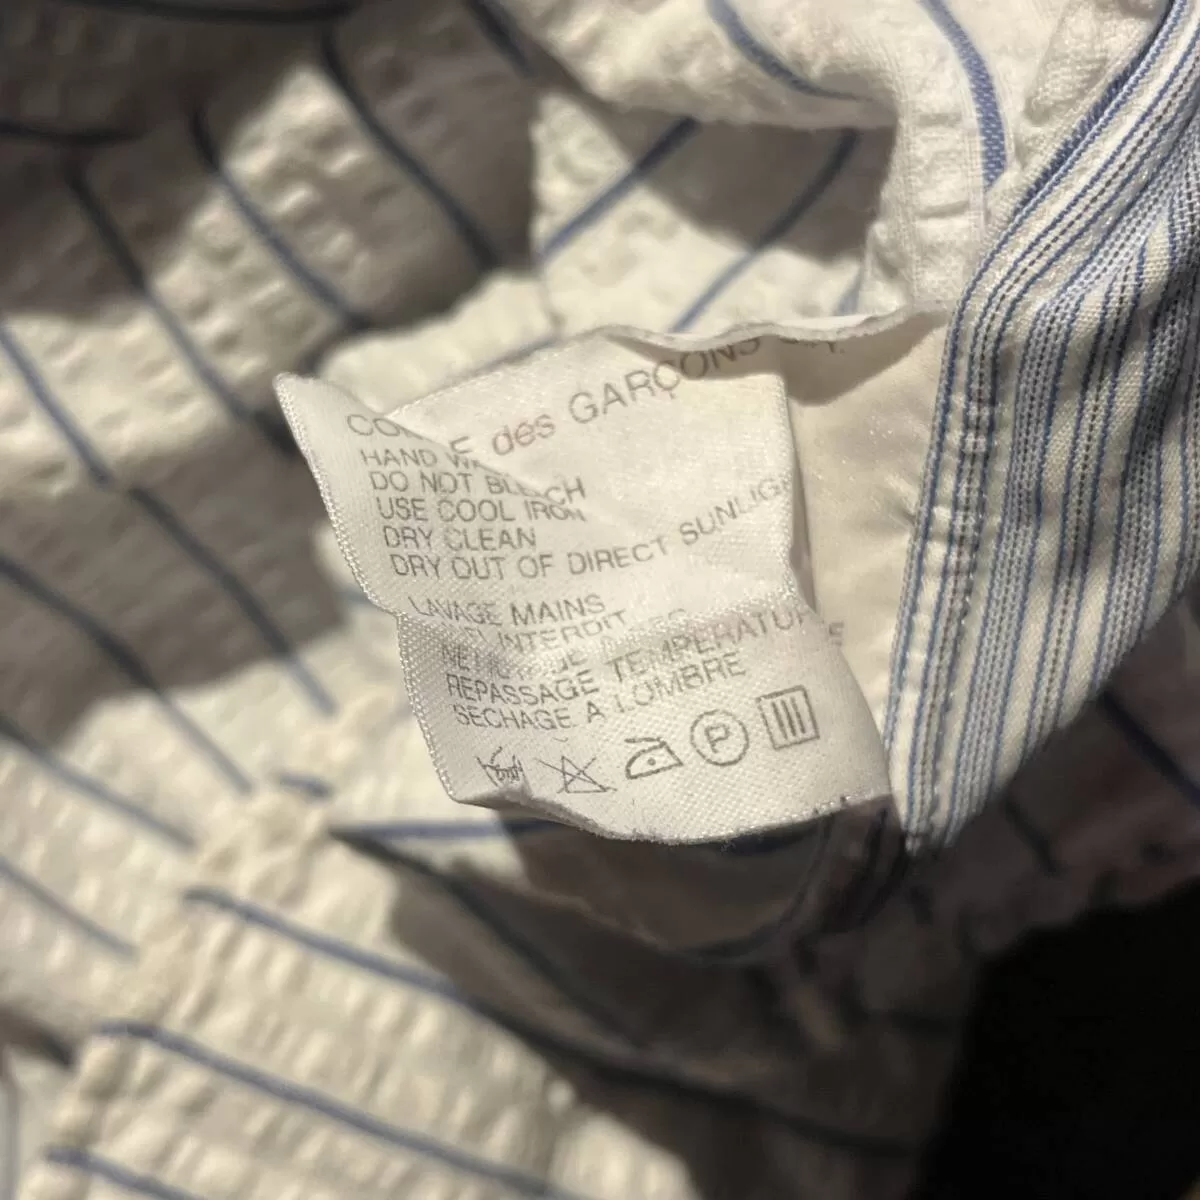 des GARÇONS
HAND
DO NOT BLEACH
USE COOL IRON
DRY CLEAN
DRY OUT OF DIRECT SUNLIGH
LAVAGE MAINS
INTERDIT
REPASSAGE TEMPERATURE
SECHAGE A L'OMBRE
P